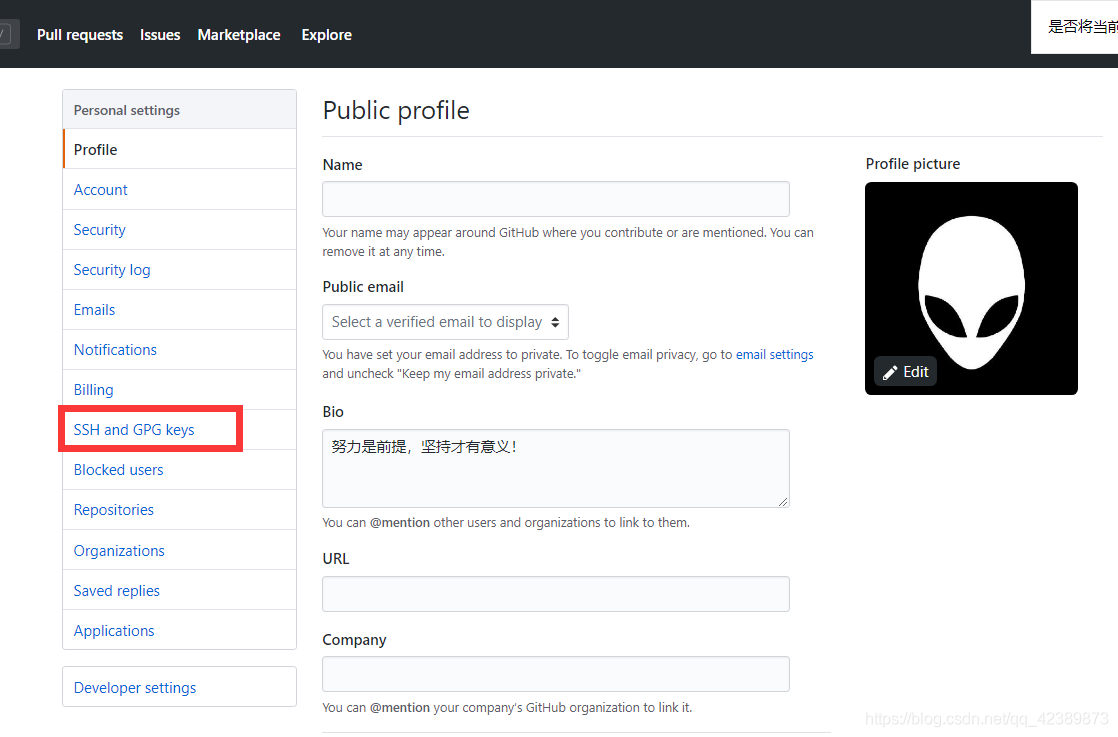 /
Pull requests Issues Marketplace Explore
是否将当前
Personal settings
Profile
Account
Security
Security log
Emails
Notifications
Billing
SSH and GPG keys
Blocked users
Repositories
Organizations
Saved replies
Applications
Developer settings
Public profile
Name
Your name may appear around GitHub where you contribute or are mentioned. You can
remove it at any time.
Public email
Select a verified email to display
You have set your email address to private. To toggle email privacy, go to email settings
and uncheck "Keep my email address private."
Bio
努力是前提，坚持才有意义！
You can @mention other users and organizations to link to them.
URL
Company
You can @mention your company's GitHub organization to link it.
Profile picture
Edit
https://blog.csdn.net/qq_42389873